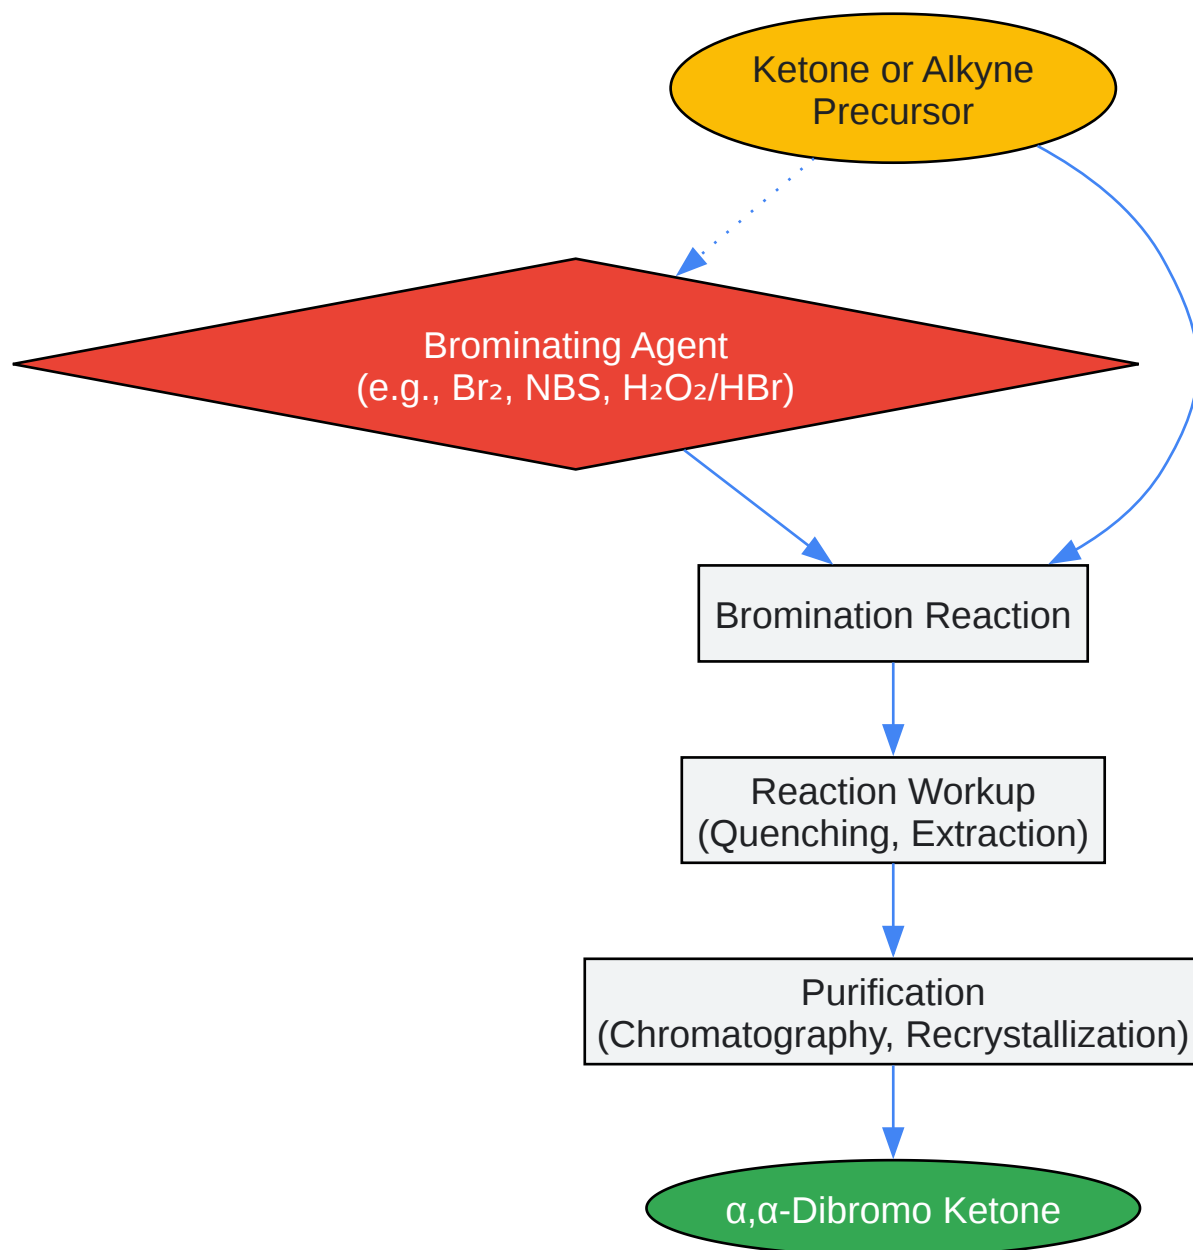 Ketone or Alkyne
Precursor
Brominating Agent
(e.g., Br₂, NBS, H₂O₂/HBr)
Bromination Reaction
Reaction Workup
(Quenching, Extraction)
Purification
(Chromatography, Recrystallization)
α,α-Dibromo Ketone